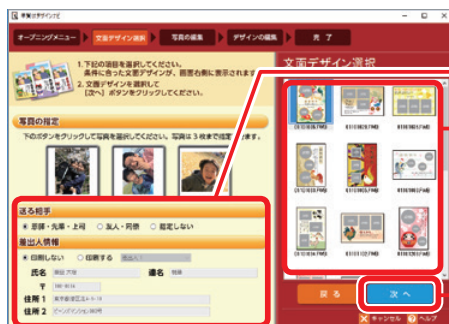 年賀状デザインナビ
オープニングメニュー
文面デザイン選択
写真の編集
デザインの編集
完了
1. 下記の項目を選択してください。
条件に合った文面デザインが、画面右側に表示されます
2. 文面デザインを選択して
[次へ] ボタンをクリックしてください。
写真の指定
下のボタンをクリックして写真を選択してください。写真は3枚まで指定
ます。
送る相手
恩師・先輩・上司
友人・同僚
指定しない
差出人情報
印刷しない
印刷する
氏名
連名
〒
住所1
住所2
文面デザイン選択
戻る
次へ
キャンセル
ヘルプ